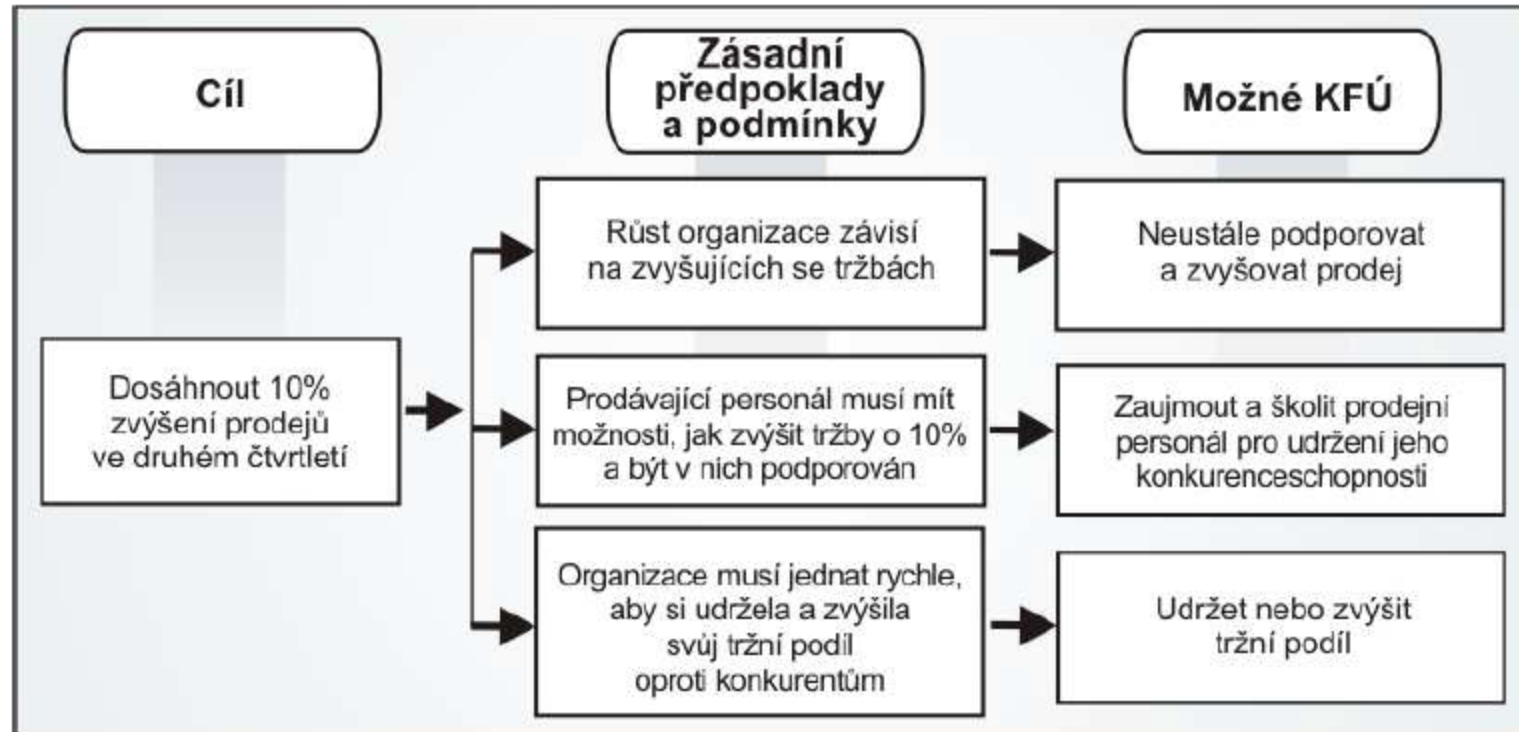 Cíl
Zásadní
předpoklady
a podmínky
Možné KFÚ
Dosáhnout 10%
zvýšení prodejů
ve druhém čtvrtletí
Růst organizace závisí
na zvyšujících se tržbách
Neustále podporovat
a zvyšovat prodej
Prodávající personál musí mít
možnosti, jak zvýšit tržby o 10%
a být v nich podporován
Zaujmout a školit prodejní
personál pro udržení jeho
konkurenceschopnosti
Organizace musí jednat rychle,
aby si udržela a zvýšila
svůj tržní podíl
oproti konkurentům
Udržet nebo zvýšit
tržní podíl